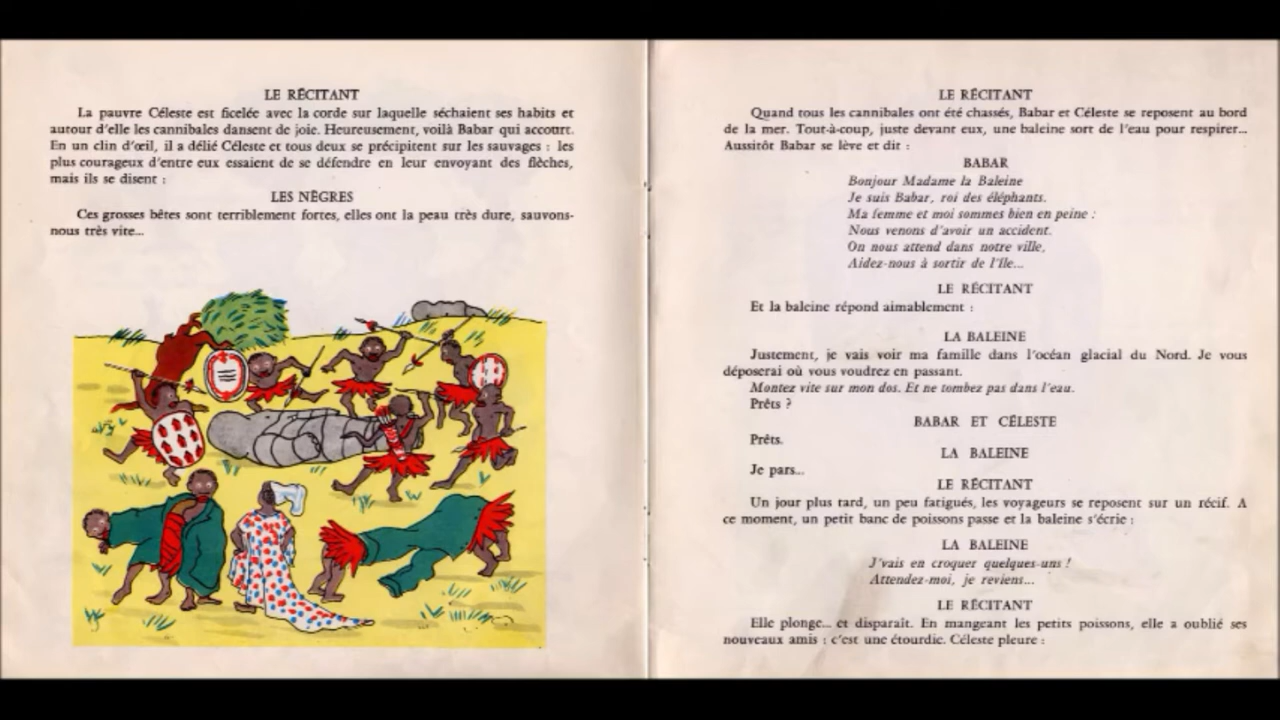 LE RÉCITANT
La pauvre Céleste est ficelée avec la corde sur laquelle séchaient ses habits et
autour d'elle les cannibales dansent de joie. Heureusement, voilà Babar qui accourt.
En un clin d'œil, il a délié Céleste et tous deux se précipitent sur les sauvages : les
plus courageux d'entre eux essaient de se défendre en leur envoyant des flèches,
mais ils se disent :
LES NÈGRES
Ces grosses bêtes sont terriblement fortes, elles ont la peau très dure, sauvons-
nous très vite...
LE RÉCITANT
Quand tous les cannibales ont été chassés, Babar et Céleste se reposent au bord
de la mer. Tout-à-coup, juste devant eux, une baleine sort de l'eau pour respirer...
Aussitôt Babar se lève et dit :
BABAR
Bonjour Madame la Baleine
Je suis Babar, roi des éléphants.
Ma femme et moi sommes bien en peine :
Nous venons d'avoir un accident.
On nous attend dans notre ville,
Aidez-nous à sortir de l'île...
LE RÉCITANT
Et la baleine répond aimablement :
LA BALEINE
Justement, je vais voir ma famille dans l'océan glacial du Nord. Je vous
déposerai où vous voudrez en passant.
Montez vite sur mon dos. Et ne tombez pas dans l'eau.
Prêts ?
BABAR ET CÉLESTE
Prêts.
LA BALEINE
Je pars...
LE RÉCITANT
Un jour plus tard, un peu fatigués, les voyageurs se reposent sur un récif. A
ce moment, un petit banc de poissons passe et la baleine s'écrie :
LA BALEINE
J'vais en croquer quelques-uns !
Attendez-moi, je reviens...
LE RÉCITANT
Elle plonge... et disparaît. En mangeant les petits poissons, elle a oublié ses
nouveaux amis : c'est une étourdie. Céleste pleure :